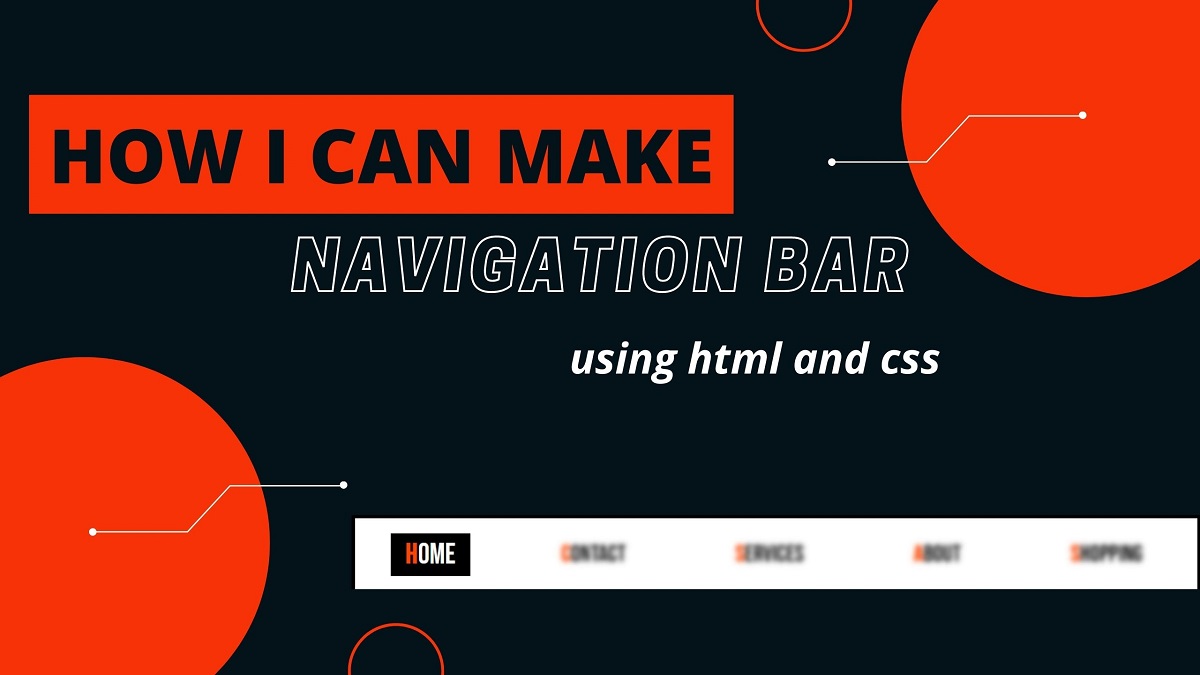 HOW I CAN MAKE
NAVIGATION BAR
using html and css
HOME CONTACT SERVICES ABOUT SHOPPING